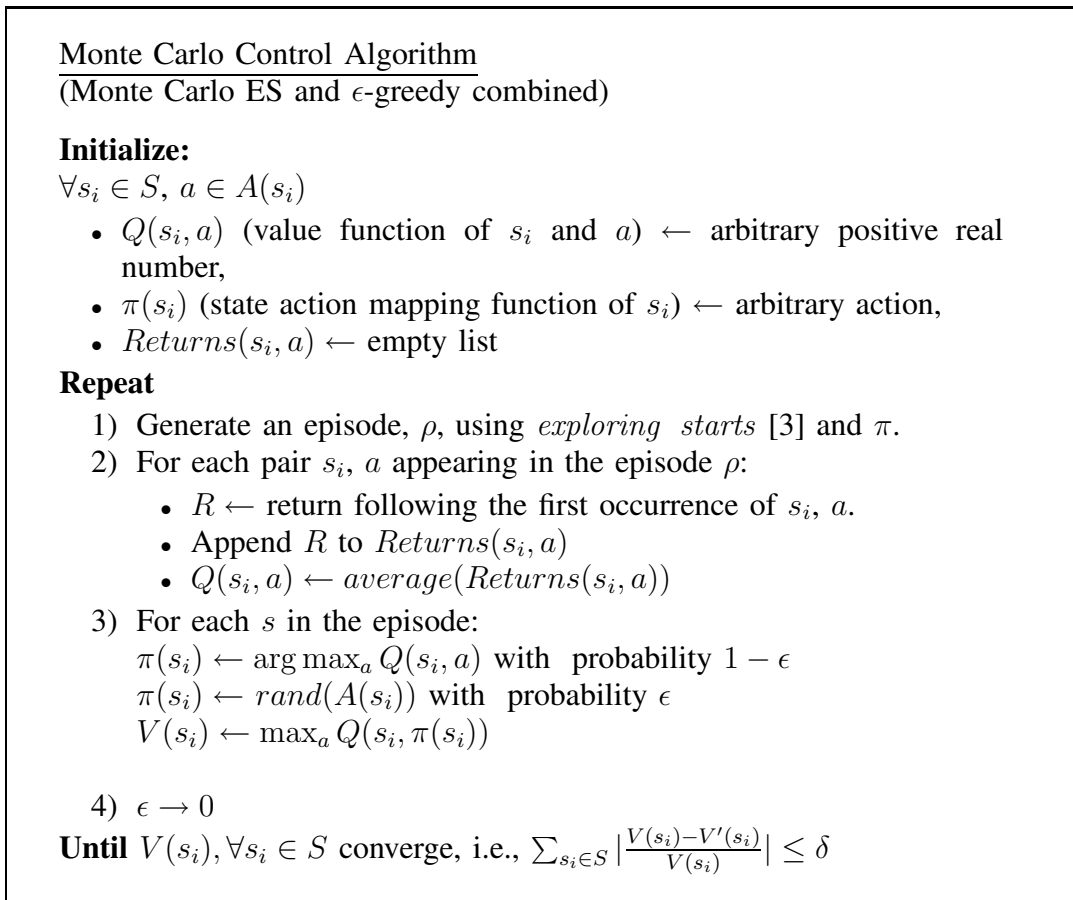 Monte Carlo Control Algorithm
(Monte Carlo ES and ϵ-greedy combined)
Initialize:
∀s_i ∈ S, a ∈ A(s_i)
• Q(s_i, a) (value function of s_i and a) ← arbitrary positive real
number,
• π(s_i) (state action mapping function of s_i) ← arbitrary action,
• Returns(s_i, a) ← empty list
Repeat
1) Generate an episode, ρ, using exploring starts [3] and π.
2) For each pair s_i, a appearing in the episode ρ:
• R ← return following the first occurrence of s_i, a.
• Append R to Returns(s_i, a)
• Q(s_i, a) ← average(Returns(s_i, a))
3) For each s in the episode:
π(s_i) ← arg max_a Q(s_i, a) with probability 1 − ϵ
π(s_i) ← rand(A(s_i)) with probability ϵ
V(s_i) ← max_a Q(s_i, π(s_i))
4) ϵ → 0
Until V(s_i), ∀s_i ∈ S converge, i.e., ∑_{s_i∈S} |\frac{V(s_i)−V′(s_i)}{V(s_i)}| ≤ δ